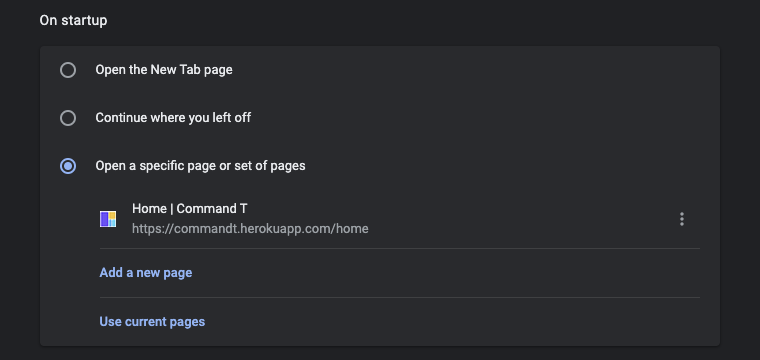 On startup
Open the New Tab page
Continue where you left off
Open a specific page or set of pages
Home | Command T
https://commandt.herokuapp.com/home
Add a new page
Use current pages